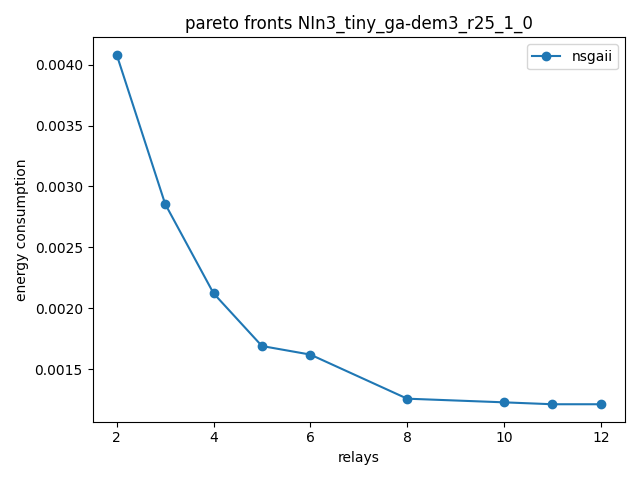 pareto fronts NIn3_tiny_ga-dem3_r25_1_0
nsgaii
0.0040
0.0035
0.0030
0.0025
0.0020
0.0015
energy consumption
2 4 6 8 10 12
relays